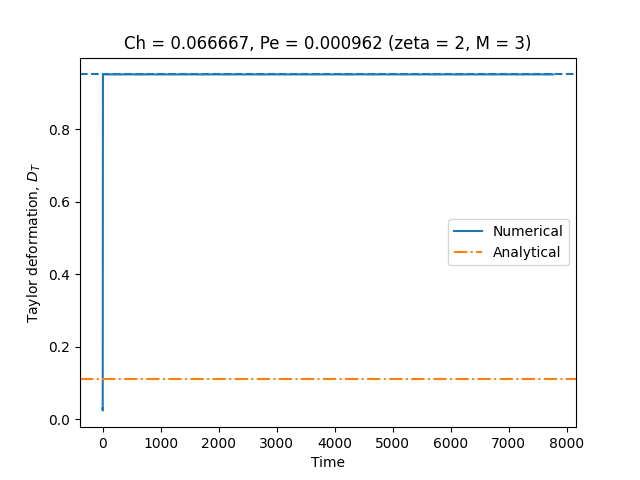 Ch = 0.066667, Pe = 0.000962 (zeta = 2, M = 3)
Taylor deformation, D_T
0.8
0.6
0.4
0.2
0.0
Numerical
Analytical
0 1000 2000 3000 4000 5000 6000 7000 8000
Time